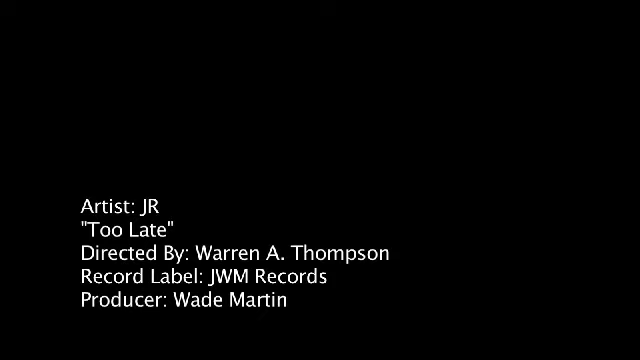 Artist: JR
"Too Late"
Directed By: Warren A. Thompson
Record Label: JWM Records
Producer: Wade Martin